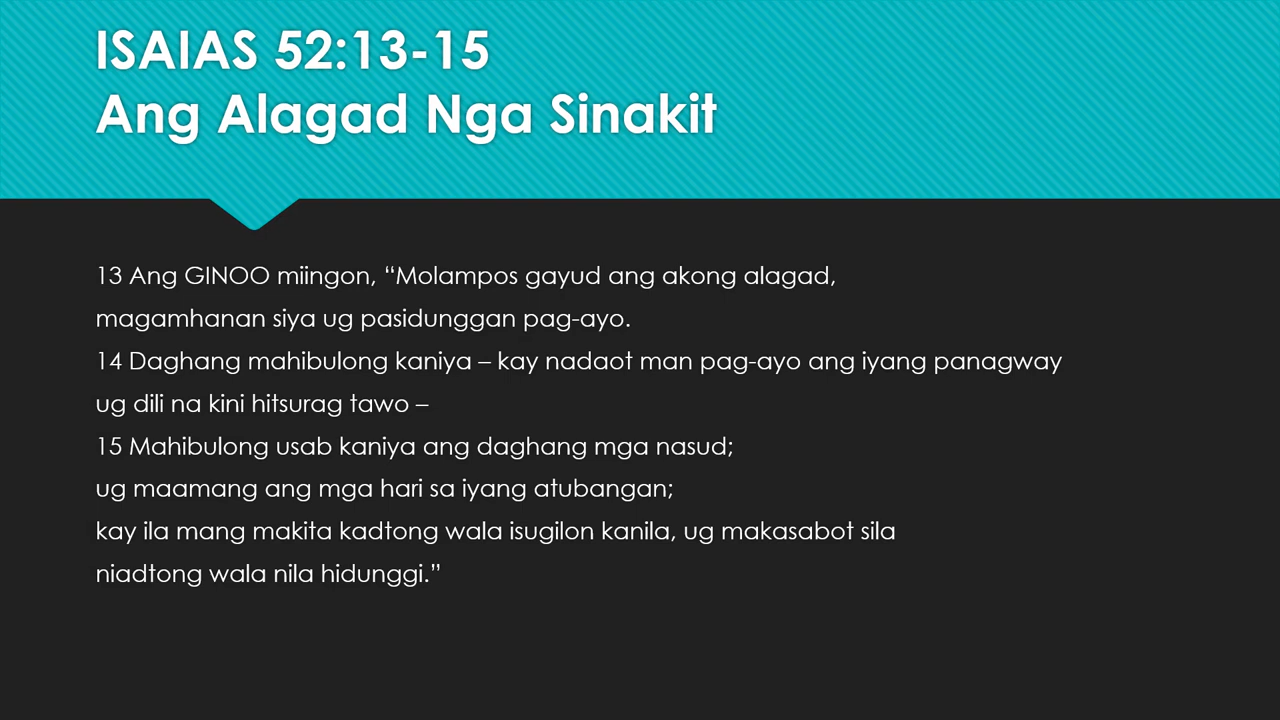 ISAIAS 52:13-15
Ang Alagad Nga Sinakit
13 Ang GINOO miingon, “Molampos gayud ang akong alagad,
magamhanan siya ug pasidunggan pag-ayo.
14 Daghang mahibulong kaniya – kay nadaot man pag-ayo ang iyang panagway
ug dili na kini hitsurag tawo –
15 Mahibulong usab kaniya ang daghang mga nasud;
ug maamang ang mga hari sa iyang atubangan;
kay ila mang makita kadtong wala isugilon kanila, ug makasabot sila
niadtong wala nila hidunggi.”